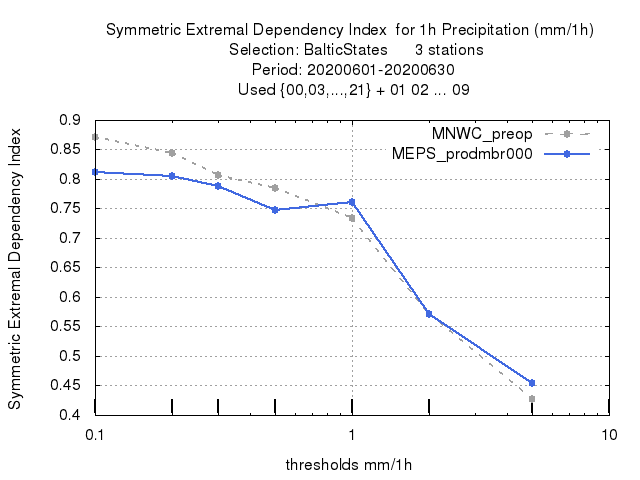 Symmetric Extremal Dependency Index  for 1h Precipitation (mm/1h)
Selection: BalticStates      3 stations
Period: 20200601-20200630
Used {00,03,...,21} + 01 02 ... 09
MNWC_preop
MEPS_prodmbr000
Symmetric Extremal Dependency Index
0.9
0.85
0.8
0.75
0.7
0.65
0.6
0.55
0.5
0.45
0.4
0.1 1 10
thresholds mm/1h